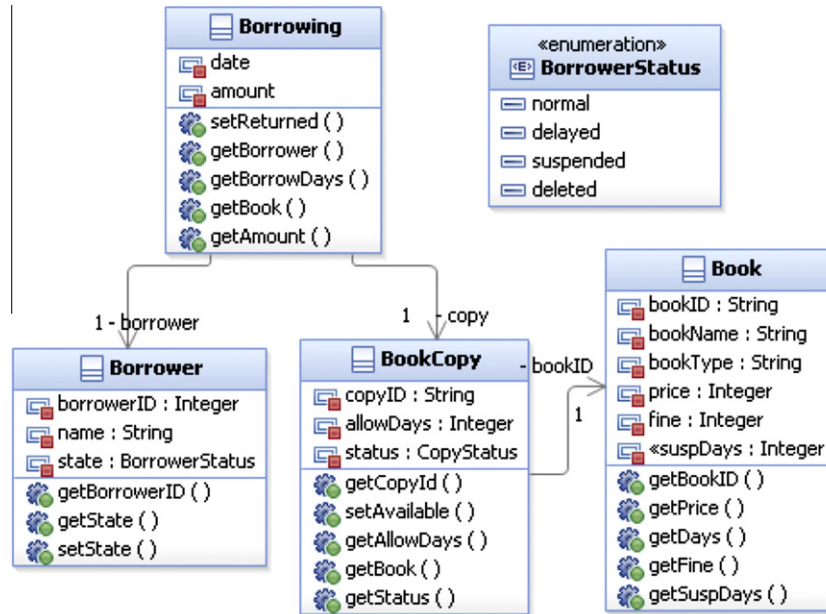 Borrowing
date
amount
setReturned ( )
getBorrower ( )
getBorrowDays ( )
getBook ( )
getAmount ( )
«enumeration»
<E> BorrowerStatus
normal
delayed
suspended
deleted
1 - borrower
1 - copy
- bookID
1
Borrower
borrowerID : Integer
name : String
state : BorrowerStatus
getBorrowerID ( )
getState ( )
setState ( )
BookCopy
copyID : String
allowDays : Integer
status : CopyStatus
getCopyId ( )
setAvailable ( )
getAllowDays ( )
getBook ( )
getStatus ( )
Book
bookID : String
bookName : String
bookType : String
price : Integer
fine : Integer
«suspDays : Integer
getBookID ( )
getPrice ( )
getDays ( )
getFine ( )
getSuspDays ( )